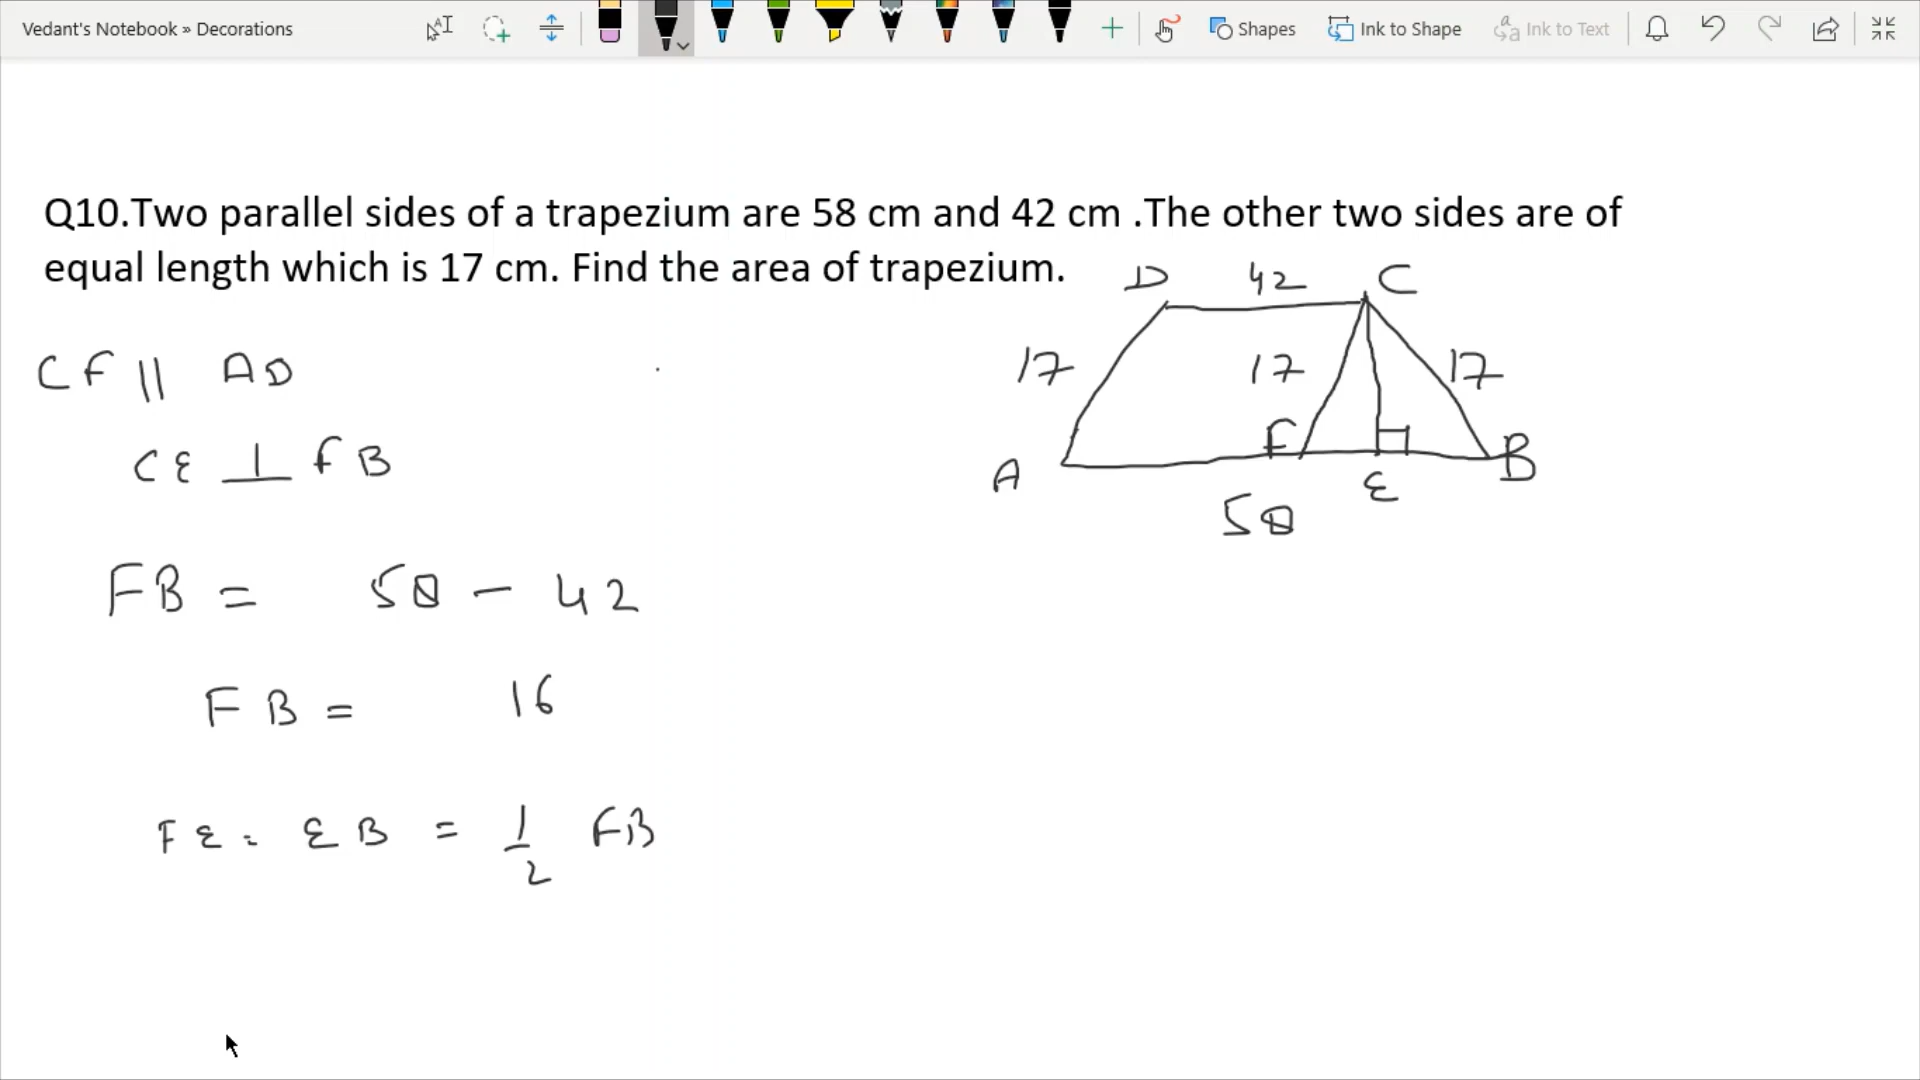 Vedant's Notebook » Decorations
Shapes
Ink to Shape
Ink to Text
Q10.Two parallel sides of a trapezium are 58 cm and 42 cm .The other two sides are of
equal length which is 17 cm. Find the area of trapezium.
D 42 C
17 17 17
F
A E B
58
CF || AD
CE ⊥ FB
FB = 58 - 42
FB = 16
FE = EB = 1/2 FB